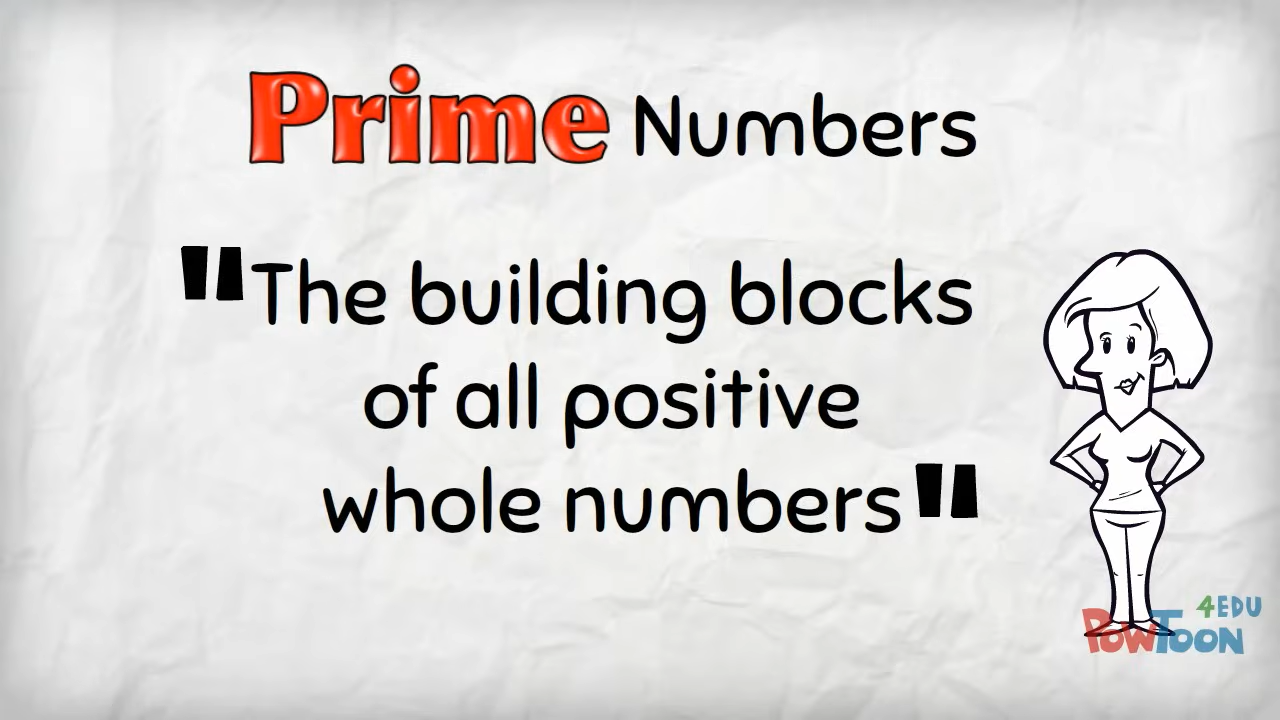 Prime Numbers
"The building blocks
of all positive
whole numbers"
4EDU
POWTOON